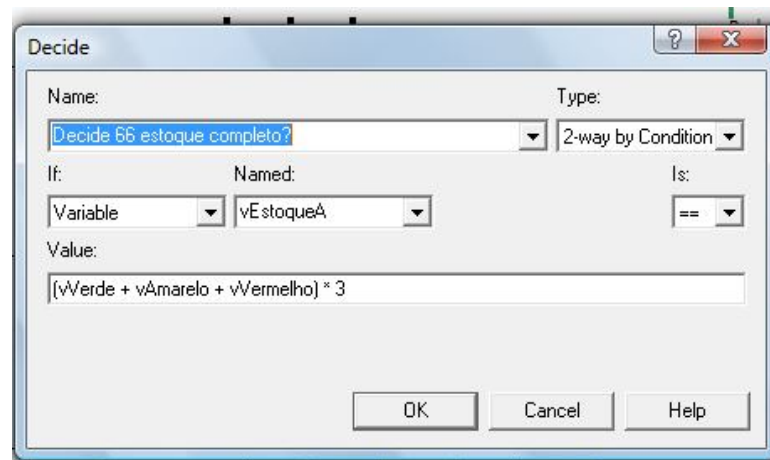 Decide
Name: Type:
Decide 66 estoque completo? 2-way by Condition
If: Named: Is:
Variable vEstoqueA ==
Value:
(vVerde + vAmarelo + vVermelho) * 3
OK Cancel Help